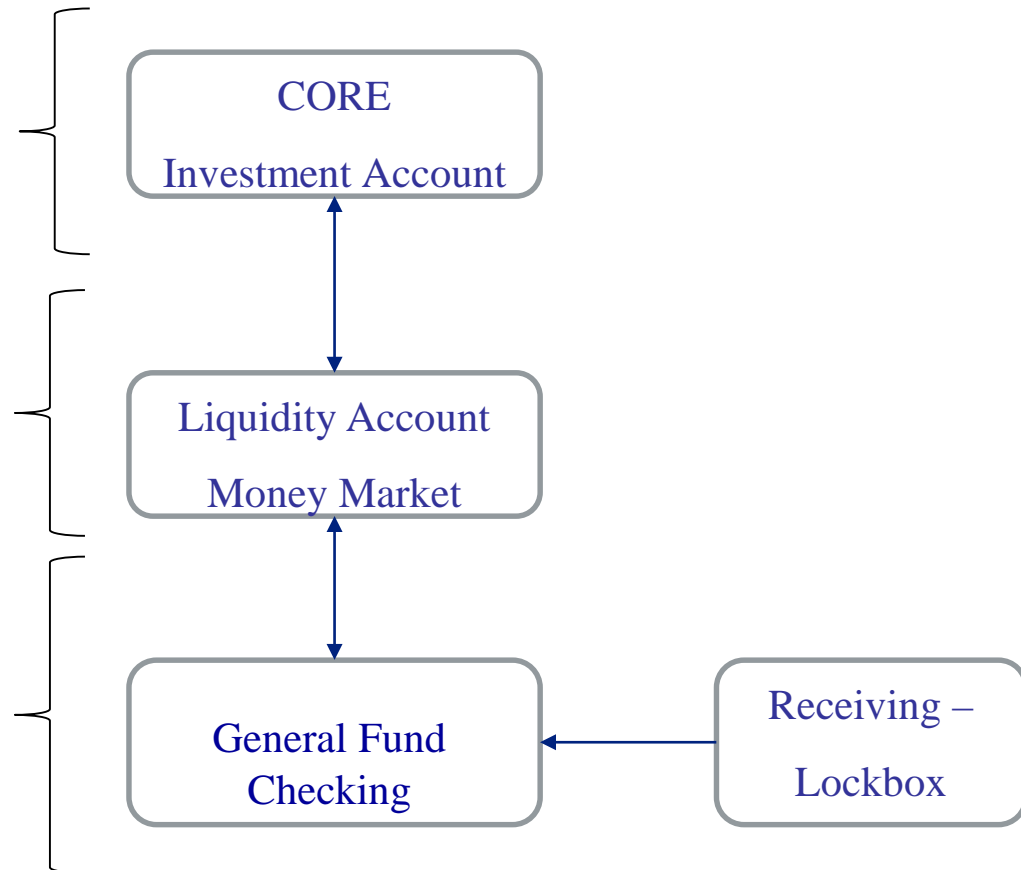 CORE
Investment Account
Liquidity Account
Money Market
General Fund
Checking
Receiving –
Lockbox